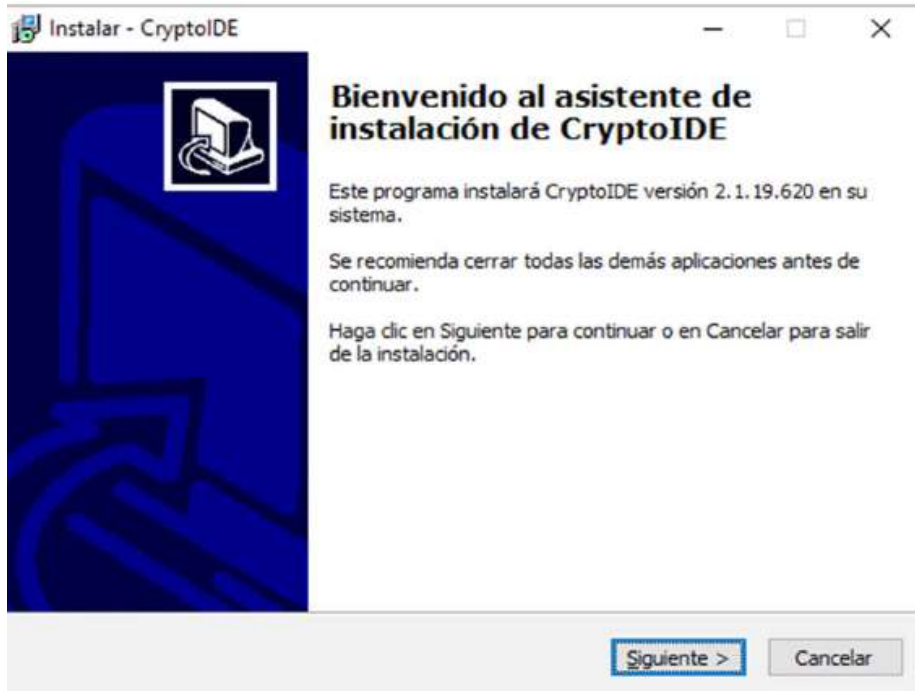 Instalar - CryptoIDE
Bienvenido al asistente de
instalación de CryptoIDE
Este programa instalará CryptoIDE versión 2.1.19.620 en su
sistema.
Se recomienda cerrar todas las demás aplicaciones antes de
continuar.
Haga clic en Siguiente para continuar o en Cancelar para salir
de la instalación.
Siguiente >
Cancelar